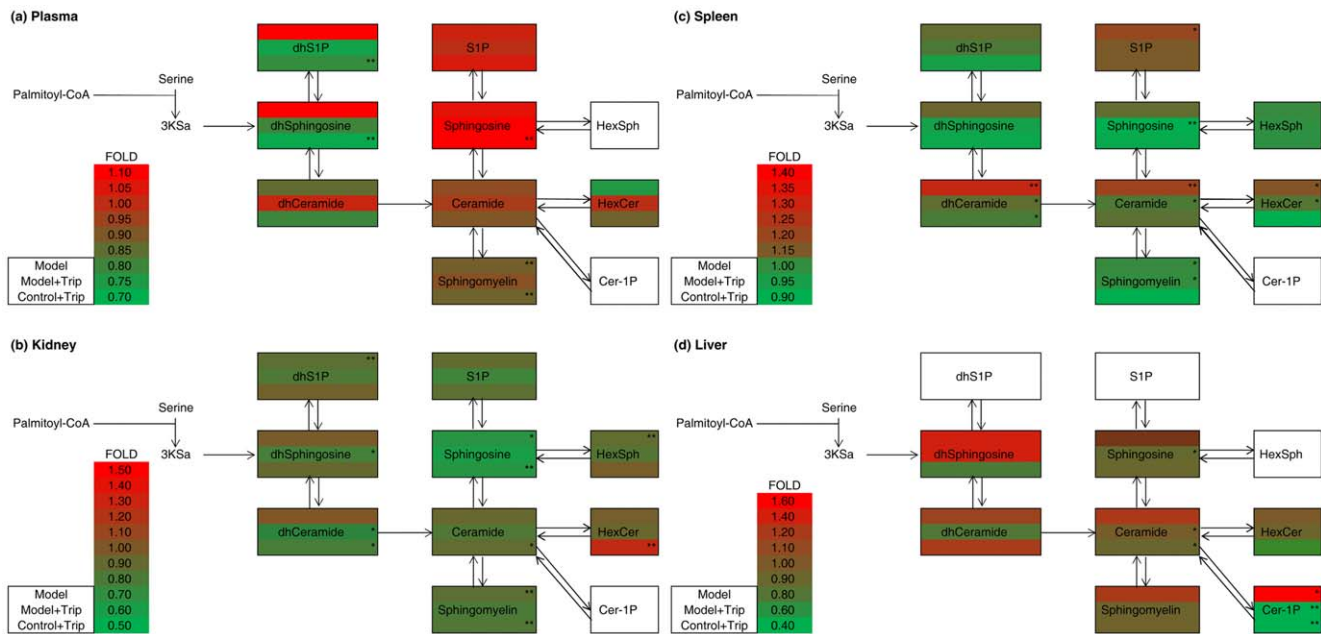 (a) Plasma
dhS1P
**
S1P
Serine
Palmitoyl-CoA
3KSa
dhSphingosine
**
Sphingosine
**
HexSph
FOLD
1.10
1.05
1.00
0.95
0.90
0.85
0.80
0.75
0.70
Model
Model+Trip
Control+Trip
dhCeramide
Ceramide
HexCer
Sphingomyelin
**
**
Cer-1P
(c) Spleen
dhS1P
S1P
*
Serine
Palmitoyl-CoA
3KSa
dhSphingosine
Sphingosine
**
HexSph
FOLD
1.40
1.35
1.30
1.25
1.20
1.15
1.00
0.95
0.90
Model
Model+Trip
Control+Trip
dhCeramide
**
*
*
Ceramide
**
*
HexCer
*
*
Sphingomyelin
*
*
Cer-1P
(b) Kidney
dhS1P
**
S1P
Serine
Palmitoyl-CoA
3KSa
dhSphingosine
*
Sphingosine
*
**
HexSph
**
FOLD
1.50
1.40
1.30
1.20
1.10
1.00
0.90
0.80
0.70
0.60
0.50
Model
Model+Trip
Control+Trip
dhCeramide
*
*
Ceramide
*
HexCer
**
Sphingomyelin
**
**
Cer-1P
(d) Liver
dhS1P
S1P
Serine
Palmitoyl-CoA
3KSa
dhSphingosine
Sphingosine
*
HexSph
FOLD
1.60
1.40
1.20
1.10
1.00
0.90
0.80
0.60
0.40
Model
Model+Trip
Control+Trip
dhCeramide
Ceramide
*
*
HexCer
Sphingomyelin
Cer-1P
*
**
**